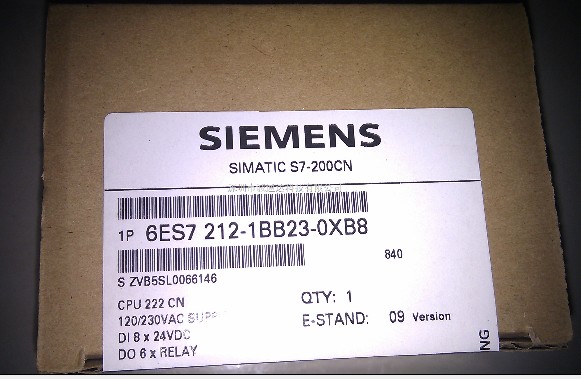 SIEMENS
SIMATIC S7-200CN
1P 6ES7 212-1BB23-0XB8
840
S ZVB5SL0066146
CPU 222 CN
QTY: 1
120/230VAC
E-STAND: 09 Version
DI 8 x 24VDC
DO 6 x RELAY
NG